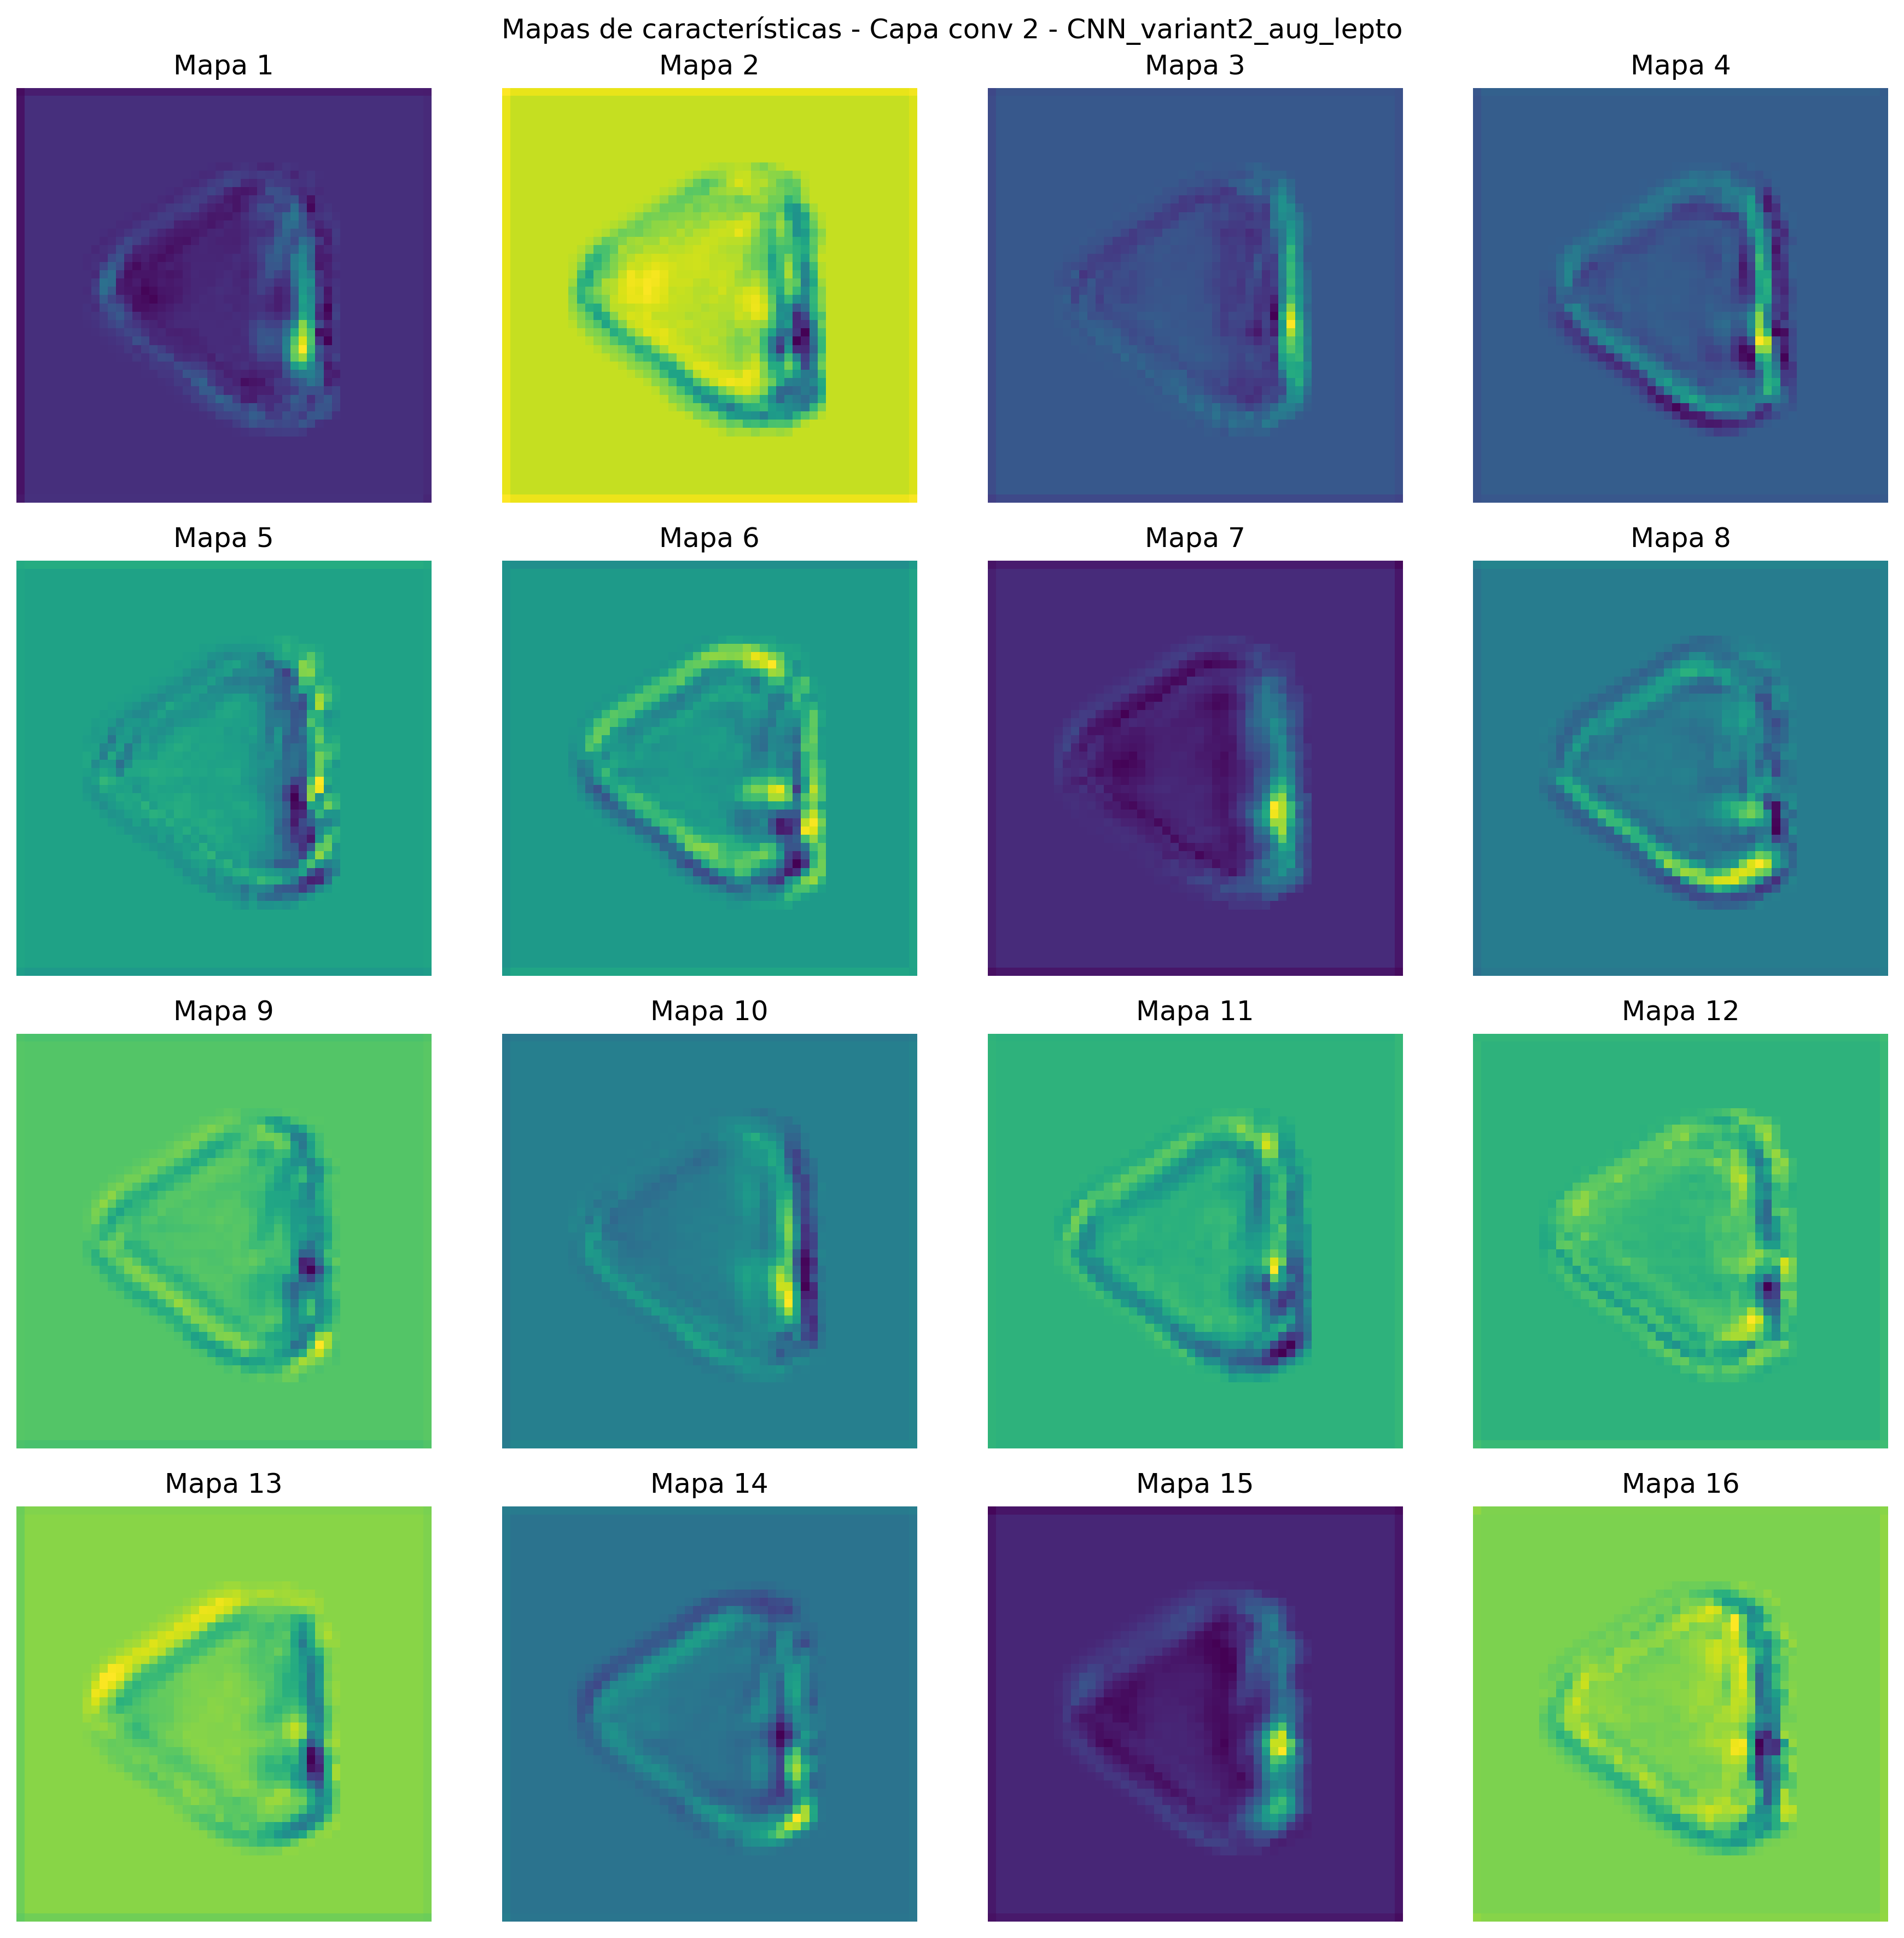 Mapas de características - Capa conv 2 - CNN_variant2_aug_lepto
Mapa 1
Mapa 2
Mapa 3
Mapa 4
Mapa 5
Mapa 6
Mapa 7
Mapa 8
Mapa 9
Mapa 10
Mapa 11
Mapa 12
Mapa 13
Mapa 14
Mapa 15
Mapa 16